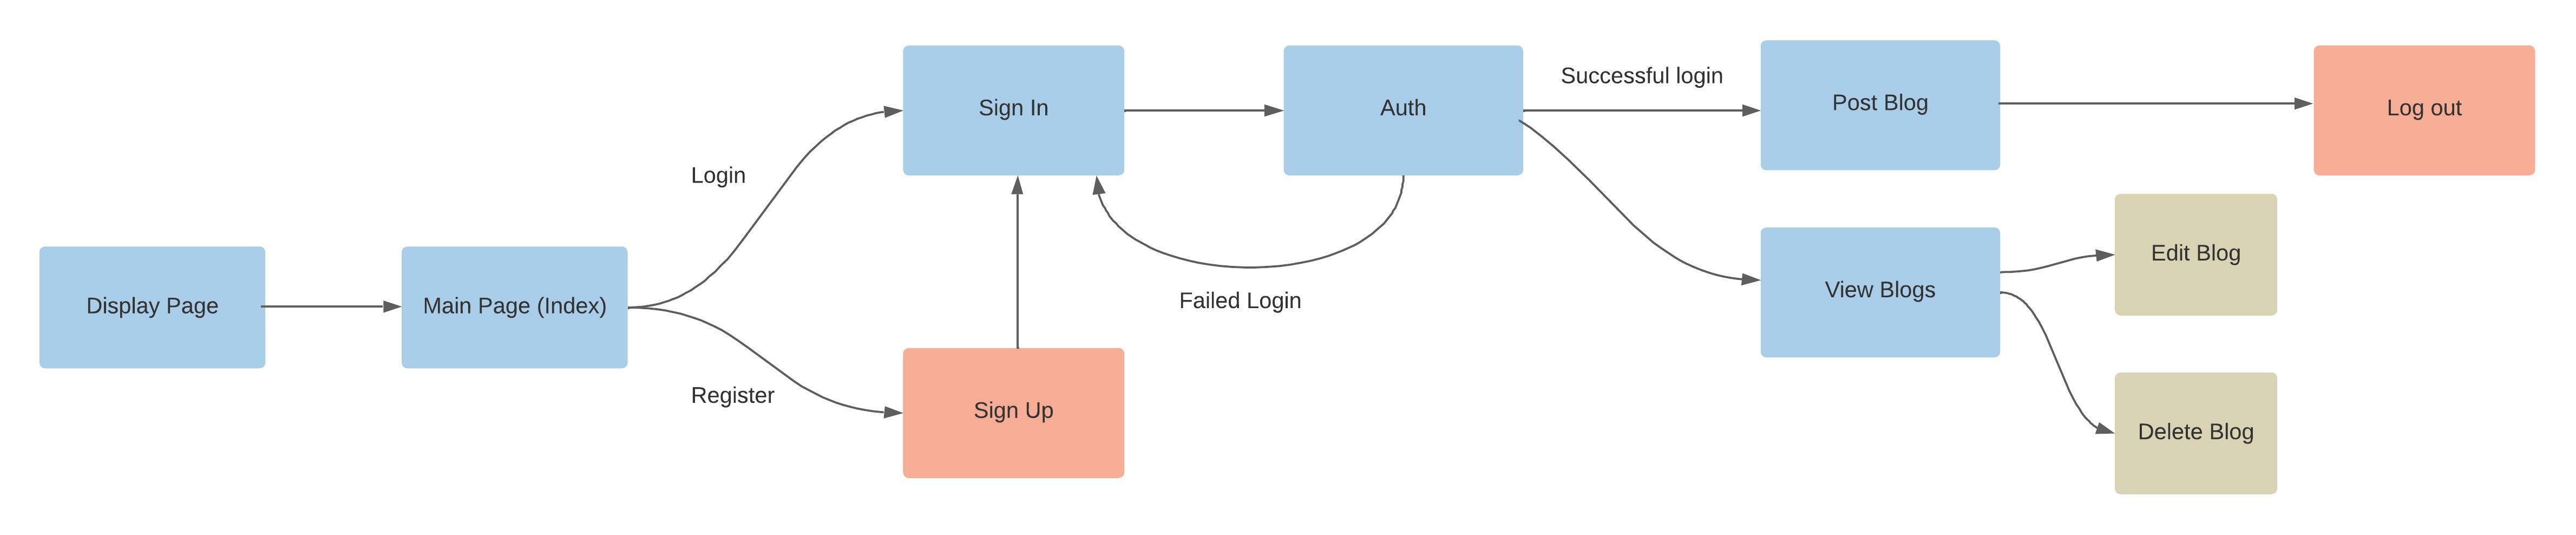 Display Page
Main Page (Index)
Login
Register
Sign In
Sign Up
Auth
Failed Login
Successful login
Post Blog
View Blogs
Log out
Edit Blog
Delete Blog